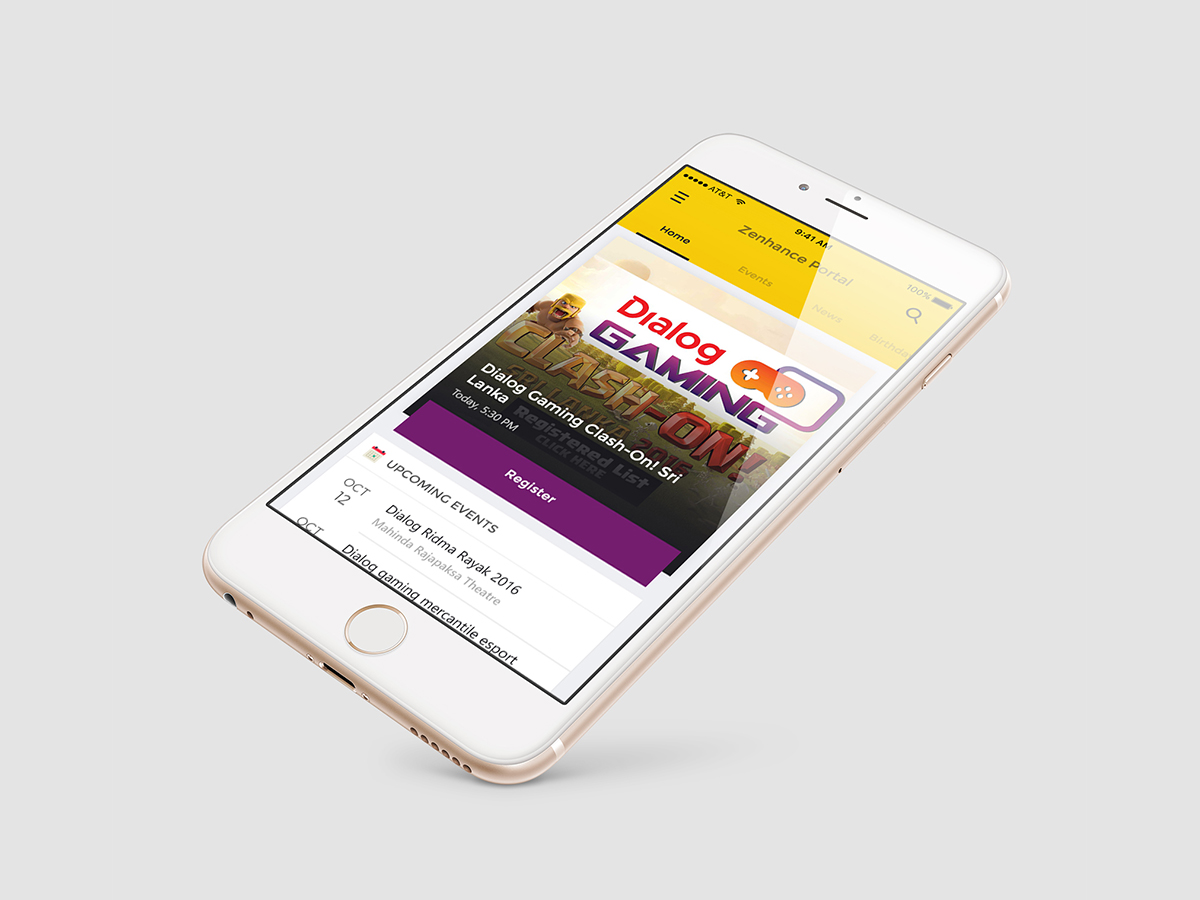 AT&T
9:41 AM
100%
Zenhance Portal
Home
Events
News
Birthda
Dialog
GAMING
CLASH-ON!
2016
Dialog Gaming Clash-On! Sri
Lanka
Today, 5:30 PM
Registered List
CLICK HERE
Register
UPCOMING EVENTS
OCT
12
Dialog Ridma Rayak 2016
Mahinda Rajapaksa Theatre
OCT
Dialog gaming mercantile esport